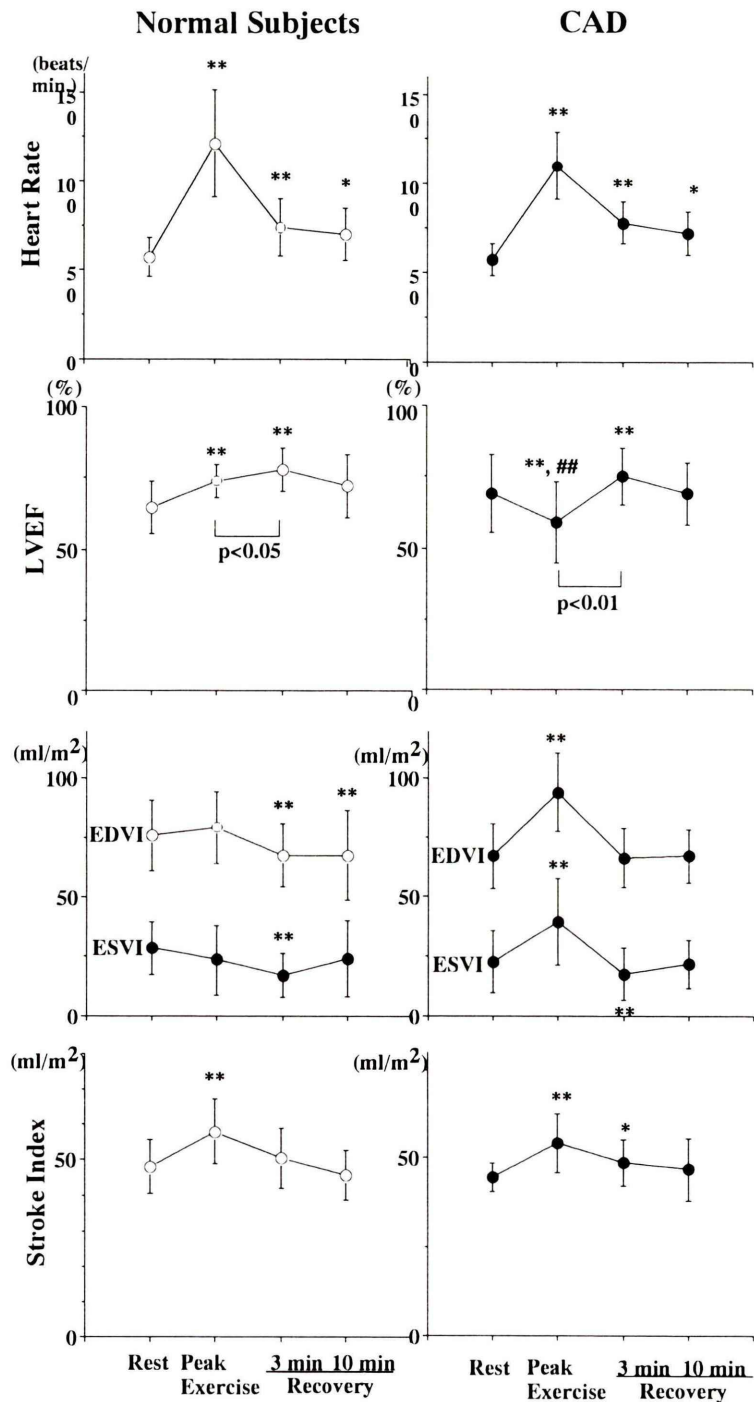 Normal Subjects CAD
(beats/
min.)
15
0
**
**
*
10
0
5
0
0
Heart Rate
15
0
**
**
*
10
0
5
0
0
(%)
100
**
**
50
p<0.05
0
LVEF
(%)
100
**, ##
**
50
p<0.01
0
(ml/m2)
100
**
**
EDVI
50
**
ESVI
0
(ml/m2)
100
**
EDVI
**
50
ESVI
**
0
(ml/m2)
**
50
0
Stroke Index
(ml/m2)
**
*
50
0
Rest Peak 3 min 10 min
Exercise Recovery
Rest Peak 3 min 10 min
Exercise Recovery